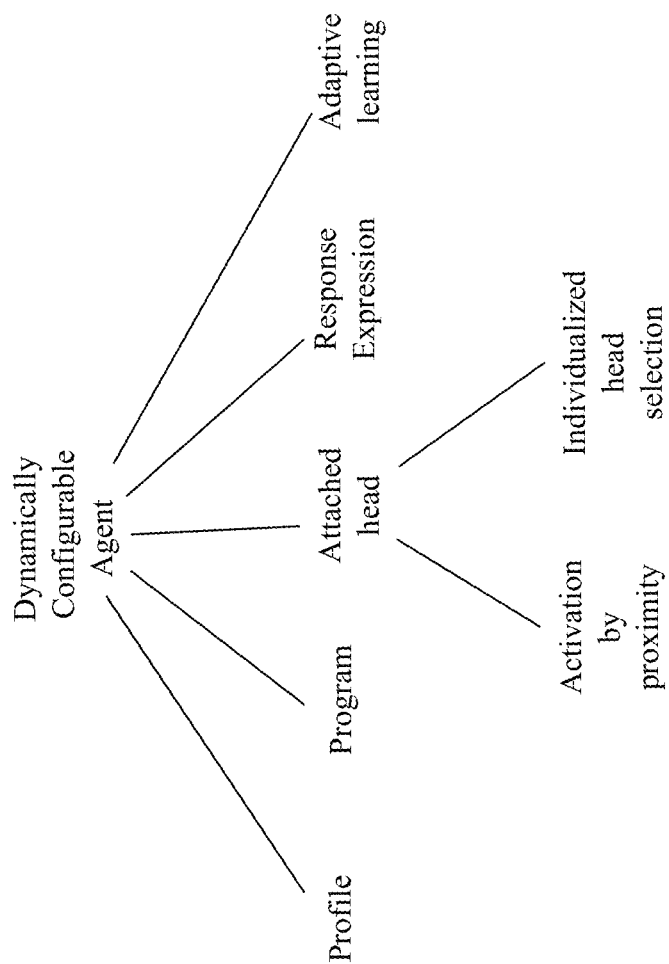 Dynamically
Configurable
Agent
Profile
Program
Attached
head
Response
Expression
Adaptive
learning
Activation
by
proximity
Individualized
head
selection